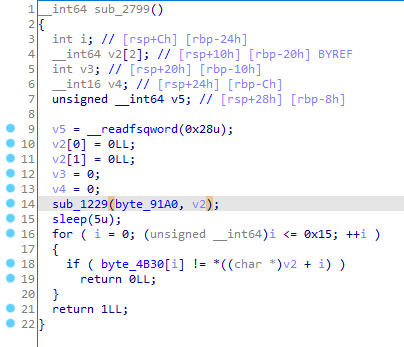 1 __int64 sub_2799()
2 {
3 int i; // [rsp+Ch] [rbp-24h]
4 __int64 v2[2]; // [rsp+10h] [rbp-20h] BYREF
5 int v3; // [rsp+20h] [rbp-10h]
6 __int16 v4; // [rsp+24h] [rbp-Ch]
7 unsigned __int64 v5; // [rsp+28h] [rbp-8h]
8
9 v5 = __readfsqword(0x28u);
10 v2[0] = 0LL;
11 v2[1] = 0LL;
12 v3 = 0;
13 v4 = 0;
14 sub_1229(byte_91A0, v2);
15 sleep(5u);
16 for ( i = 0; (unsigned __int64)i <= 0x15; ++i )
17 {
18 if ( byte_4B30[i] != *((char *)v2 + i) )
19 return 0LL;
20 }
21 return 1LL;
22 }